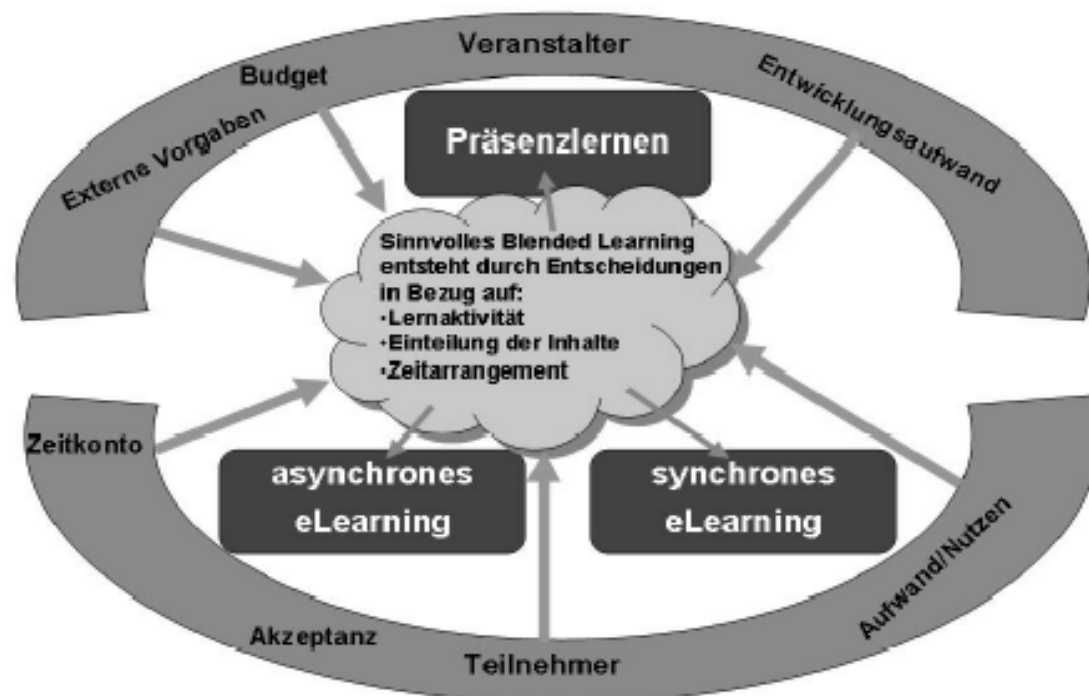 Veranstalter
Budget
Externe Vorgaben
Entwicklungsaufwand
Präsenzlernen
Sinnvolles Blended Learning
entsteht durch Entscheidungen
in Bezug auf:
·Lernaktivität
·Einteilung der Inhalte
·Zeitarrangement
Zeitkonto
asynchrones
eLearning
synchrones
eLearning
Aufwand/Nutzen
Akzeptanz
Teilnehmer